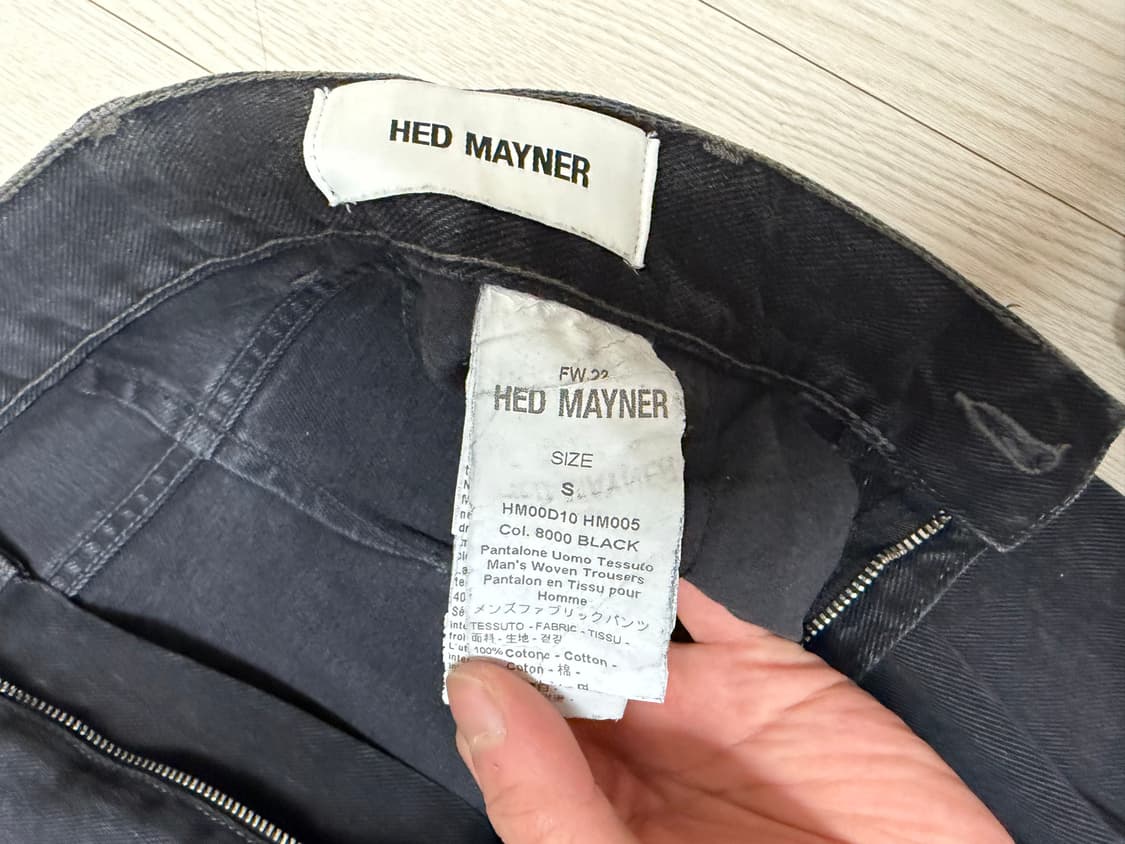 HED MAYNER
FW 22
HED MAYNER
SIZE
S
HM00D10 HM005
Col. 8000 BLACK
Pantalone Uomo Tessuto
Man's Woven Trousers
Pantalon en Tissu pour
Homme
メンズファブリックパンツ
TESSUTO - FABRIC - TISSU -
面料 - 生地 - 겉감
100% Cotone - Cotton -
Coton - 棉 -